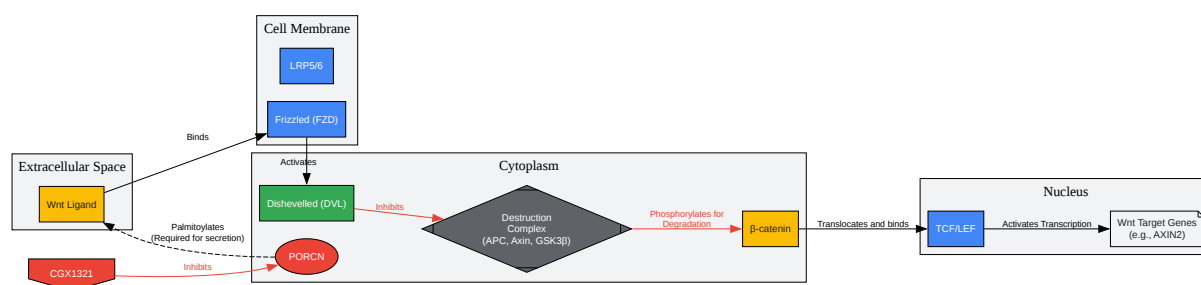 Cell Membrane
LRP5/6
Frizzled (FZD)
Binds
Activates
Extracellular Space
Wnt Ligand
Cytoplasm
Dishevelled (DVL)
Inhibits
Destruction
Complex
(APC, Axin, GSK3β)
Phosphorylates for
Degradation
β-catenin
Translocates and binds
Nucleus
TCF/LEF
Activates Transcription
Wnt Target Genes
(e.g., AXIN2)
Palmitoylates
(Required for secretion)
PORCN
CGX1321
Inhibits